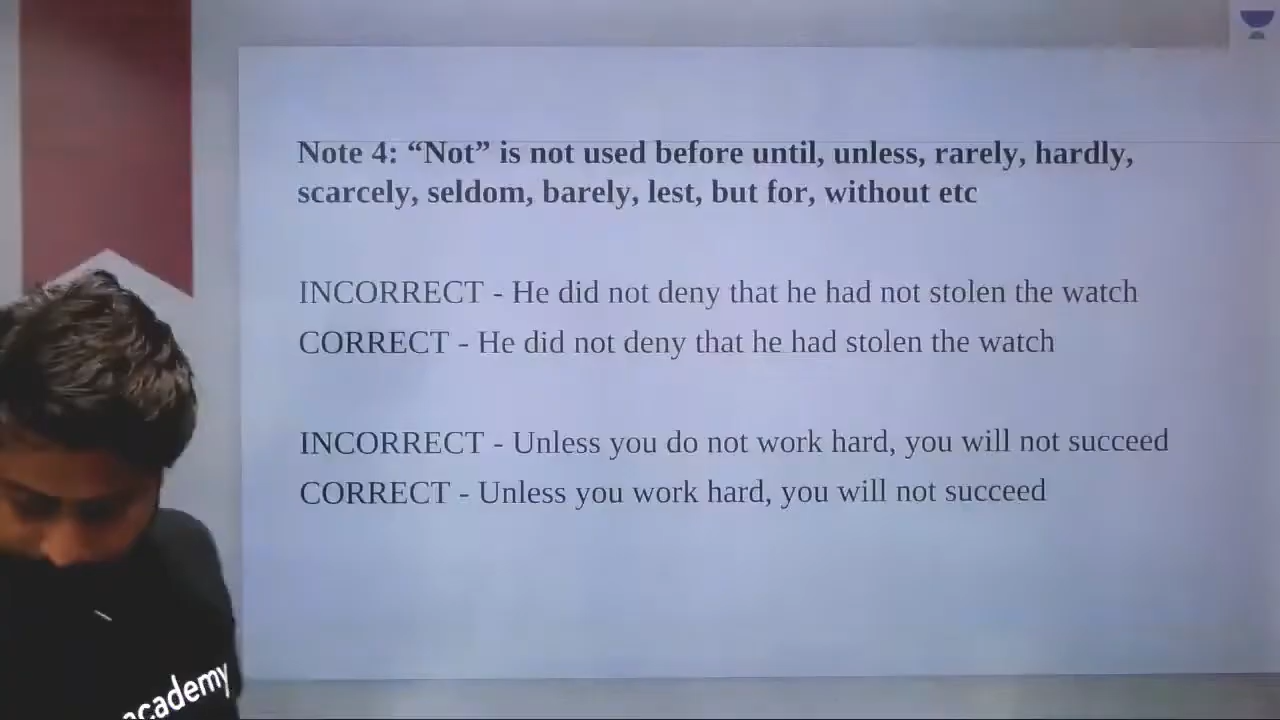 Note 4: “Not” is not used before until, unless, rarely, hardly,
scarcely, seldom, barely, lest, but for, without etc
INCORRECT - He did not deny that he had not stolen the watch
CORRECT - He did not deny that he had stolen the watch
INCORRECT - Unless you do not work hard, you will not succeed
CORRECT - Unless you work hard, you will not succeed
academy